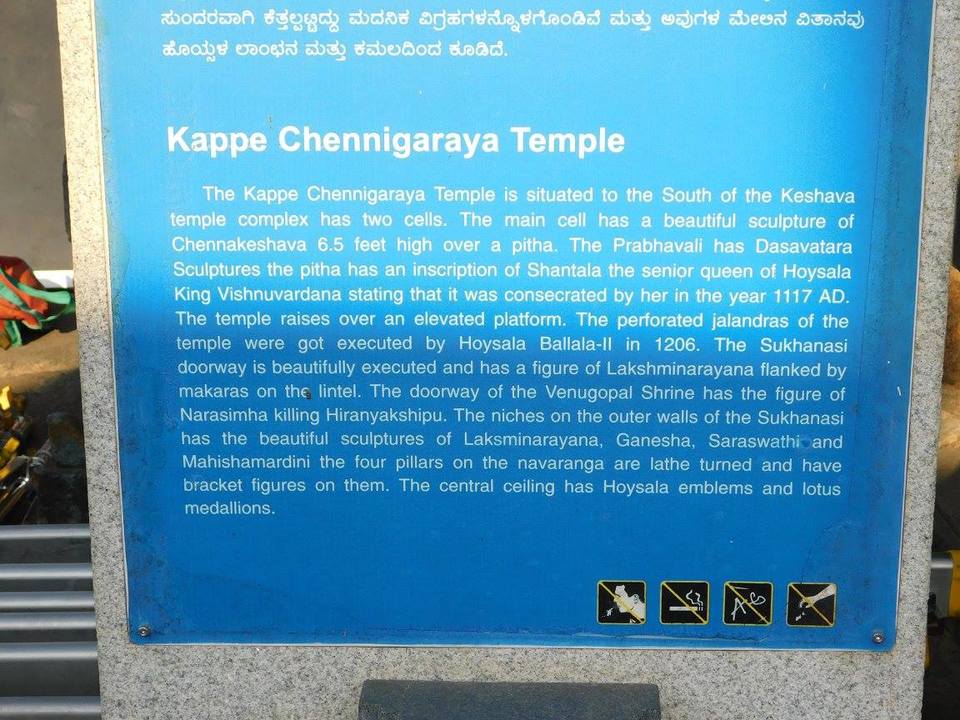 ಸುಂದರವಾಗಿ ಕೆತ್ತಲ್ಪಟ್ಟದ್ದು ಮದನಿಕ ವಿಗ್ರಹಗಳನ್ನೊಳಗೊಂಡಿವೆ ಮತ್ತು ಅವುಗಳ ಮೇಲಿನ ವಿತಾನವು
ಹೊಯ್ಸಳ ಲಾಂಛನ ಮತ್ತು ಕಮಲದಿಂದ ಕೂಡಿದೆ.
Kappe Chennigaraya Temple
The Kappe Chennigaraya Temple is situated to the South of the Keshava
temple complex has two cells. The main cell has a beautiful sculpture of
Chennakeshava 6.5 feet high over a pitha. The Prabhavali has Dasavatara
Sculptures the pitha has an inscription of Shantala the senior queen of Hoysala
King Vishnuvardana stating that it was consecrated by her in the year 1117 AD.
The temple raises over an elevated platform. The perforated jalandras of the
temple were got executed by Hoysala Ballala-II in 1206. The Sukhanasi
doorway is beautifully executed and has a figure of Lakshminarayana flanked by
makaras on the lintel. The doorway of the Venugopal Shrine has the figure of
Narasimha killing Hiranyakshipu. The niches on the outer walls of the Sukhanasi
has the beautiful sculptures of Laksminarayana, Ganesha, Saraswathi and
Mahishamardini the four pillars on the navaranga are lathe turned and have
bracket figures on them. The central ceiling has Hoysala emblems and lotus
medallions.